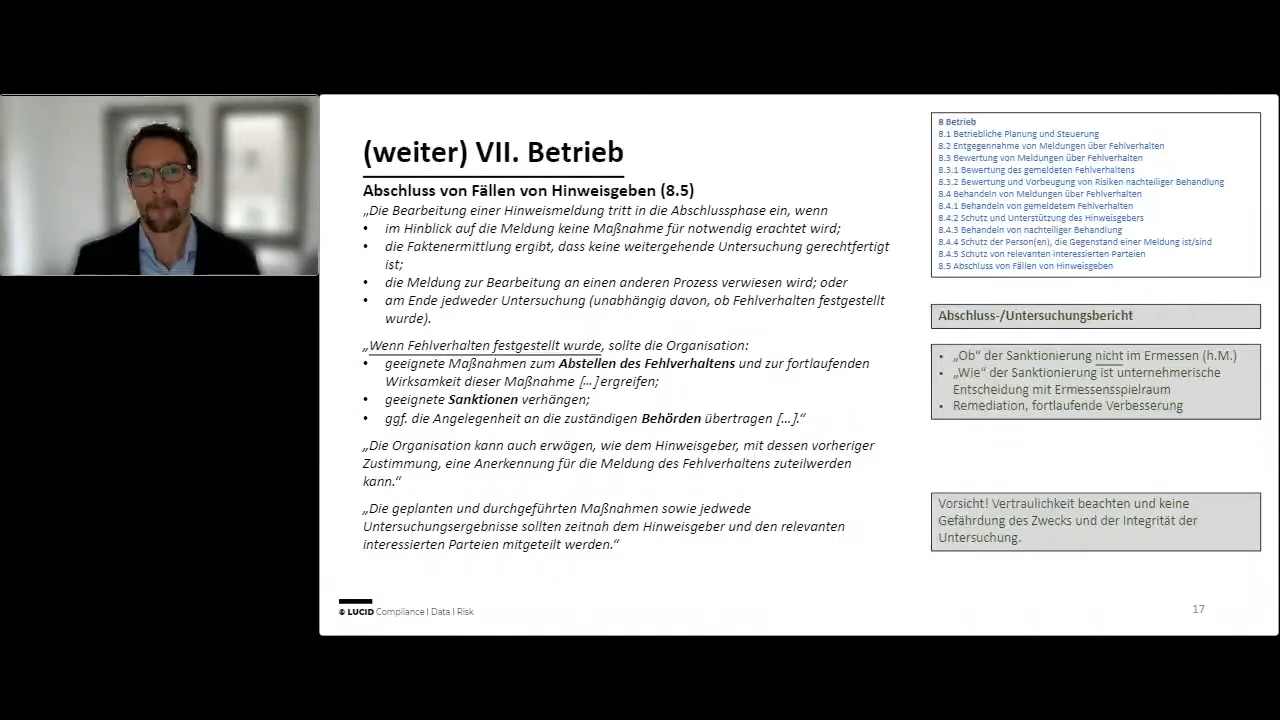 (weiter) VII. Betrieb
Abschluss von Fällen von Hinweisgeben (8.5)
„Die Bearbeitung einer Hinweismeldung tritt in die Abschlussphase ein, wenn
• im Hinblick auf die Meldung keine Maßnahme für notwendig erachtet wird;
• die Faktenermittlung ergibt, dass keine weitergehende Untersuchung gerechtfertigt
ist;
• die Meldung zur Bearbeitung an einen anderen Prozess verwiesen wird; oder
• am Ende jedweder Untersuchung (unabhängig davon, ob Fehlverhalten festgestellt
wurde).
„Wenn Fehlverhalten festgestellt wurde, sollte die Organisation:
• geeignete Maßnahmen zum Abstellen des Fehlverhaltens und zur fortlaufenden
Wirksamkeit dieser Maßnahme […] ergreifen;
• geeignete Sanktionen verhängen;
• ggf. die Angelegenheit an die zuständigen Behörden übertragen […].“
„Die Organisation kann auch erwägen, wie dem Hinweisgeber, mit dessen vorheriger
Zustimmung, eine Anerkennung für die Meldung des Fehlverhaltens zuteilwerden
kann.“
„Die geplanten und durchgeführten Maßnahmen sowie jedwede
Untersuchungsergebnisse sollten zeitnah dem Hinweisgeber und den relevanten
interessierten Parteien mitgeteilt werden.“
8 Betrieb
8.1 Betriebliche Planung und Steuerung
8.2 Entgegennahme von Meldungen über Fehlverhalten
8.3 Bewertung von Meldungen über Fehlverhalten
8.3.1 Bewertung des gemeldeten Fehlverhaltens
8.3.2 Bewertung und Vorbeugung von Risiken nachteiliger Behandlung
8.4 Behandeln von Meldungen über Fehlverhalten
8.4.1 Behandeln von gemeldetem Fehlverhalten
8.4.2 Schutz und Unterstützung des Hinweisgebers
8.4.3 Behandeln von nachteiliger Behandlung
8.4.4 Schutz der Person(en), die Gegenstand einer Meldung ist/sind
8.4.5 Schutz von relevanten interessierten Parteien
8.5 Abschluss von Fällen von Hinweisgeben
Abschluss-/Untersuchungsbericht
• „Ob“ der Sanktionierung nicht im Ermessen (h.M.)
• „Wie“ der Sanktionierung ist unternehmerische
Entscheidung mit Ermessensspielraum
• Remediation, fortlaufende Verbesserung
Vorsicht! Vertraulichkeit beachten und keine
Gefährdung des Zwecks und der Integrität der
Untersuchung.
© LUCID Compliance I Data I Risk
17